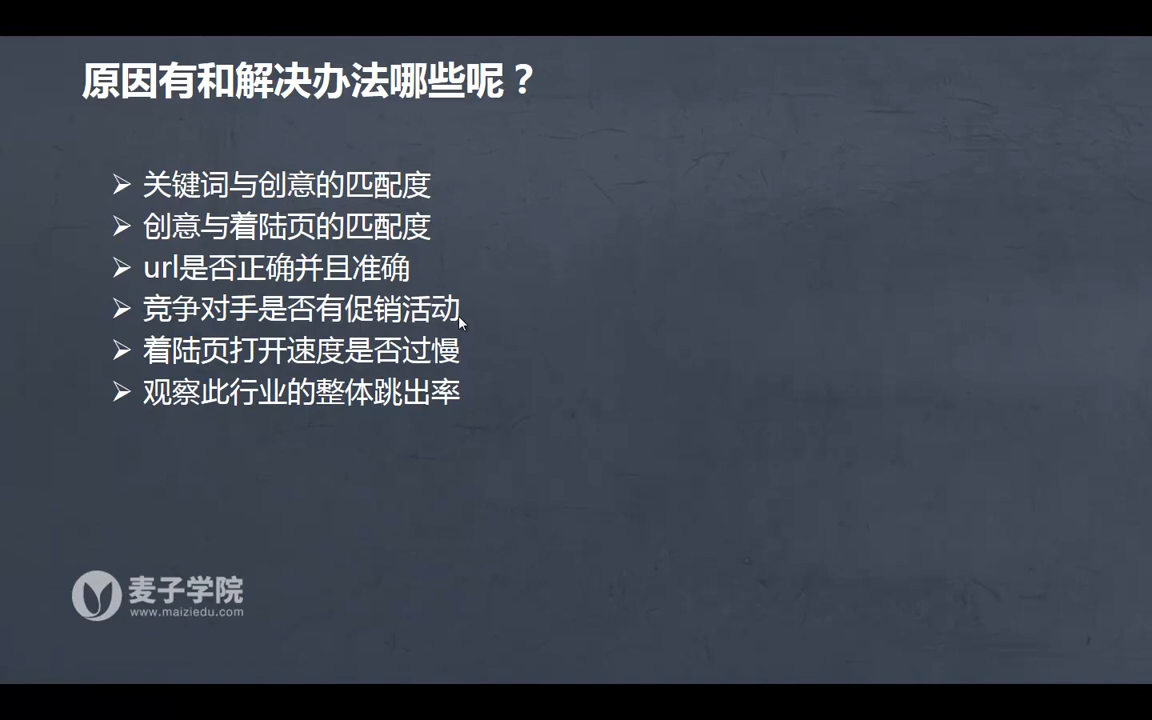 原因有和解决办法哪些呢？
关键词与创意的匹配度
创意与着陆页的匹配度
url是否正确并且准确
竞争对手是否有促销活动
着陆页打开速度是否过慢
观察此行业的整体跳出率
麦子学院
www.maiziedu.com